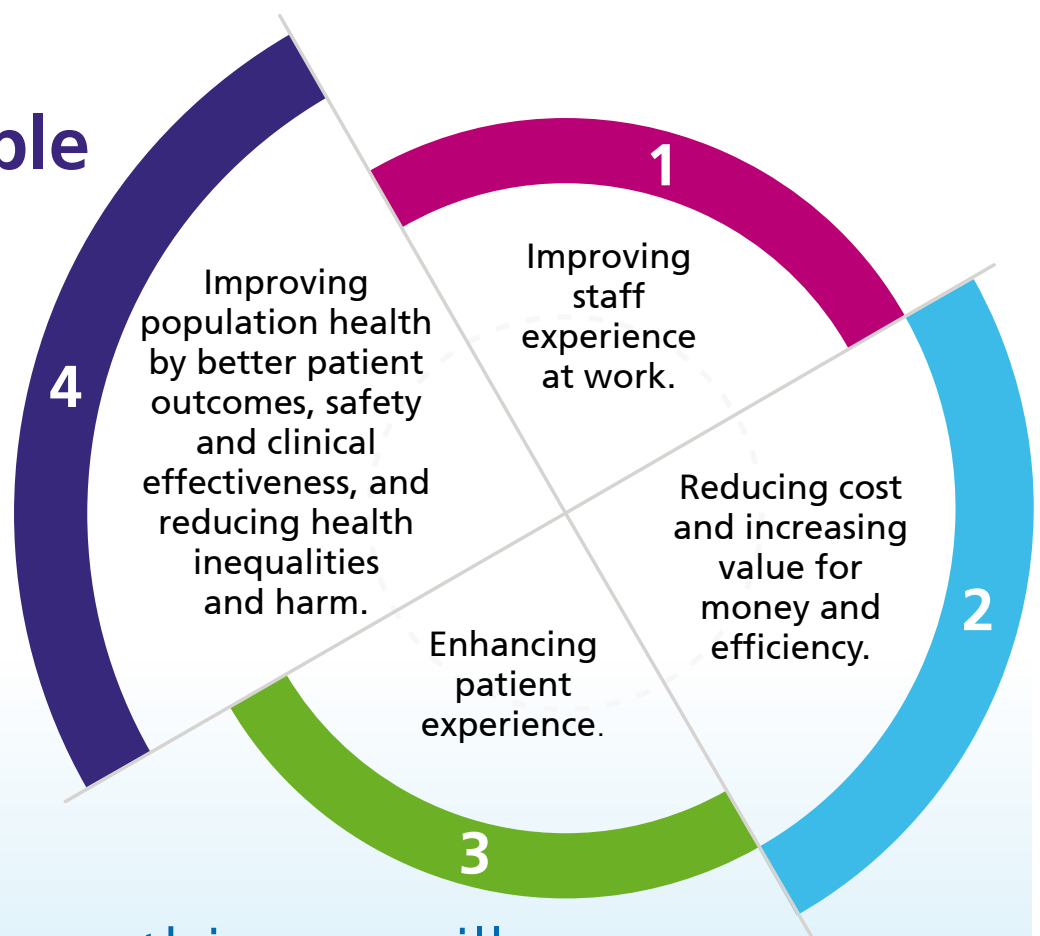 ple
1
Improving
staff
experience
at work.
2
Reducing cost
and increasing
value for
money and
efficiency.
3
Enhancing
patient
experience.
4
Improving
population health
by better patient
outcomes, safety
and clinical
effectiveness, and
reducing health
inequalities
and harm.